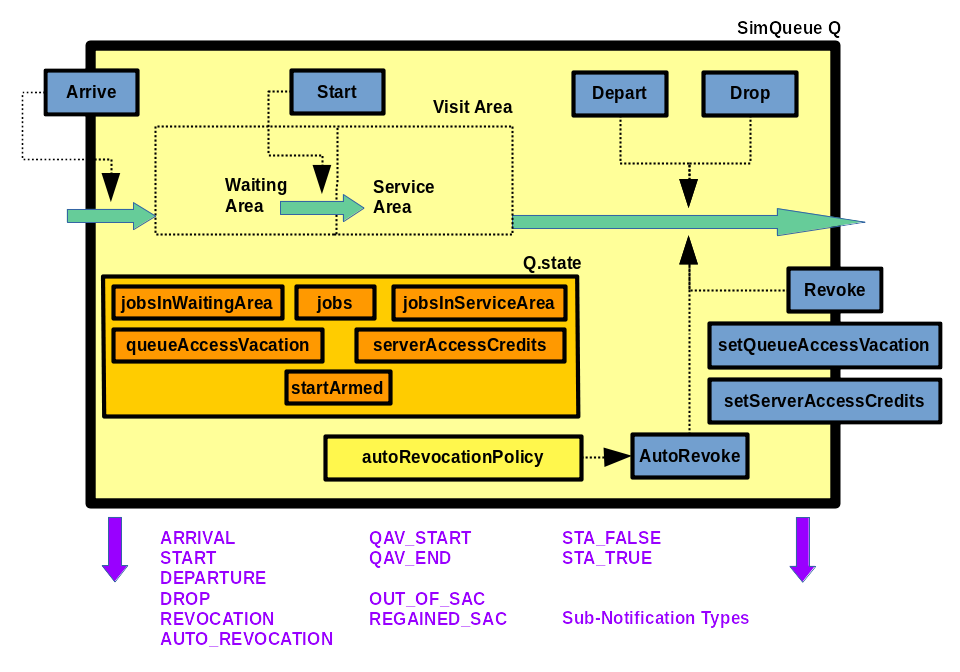 SimQueue Q
Arrive
Start
Depart
Drop
Visit Area
Waiting
Area
Service
Area
Q.state
jobsInWaitingArea
jobs
jobsInServiceArea
queueAccessVacation
serverAccessCredits
startArmed
Revoke
setQueueAccessVacation
setServerAccessCredits
autoRevocationPolicy
AutoRevoke
ARRIVAL
START
DEPARTURE
DROP
REVOCATION
AUTO_REVOCATION
QAV_START
QAV_END
OUT_OF_SAC
REGAINED_SAC
STA_FALSE
STA_TRUE
Sub-Notification Types